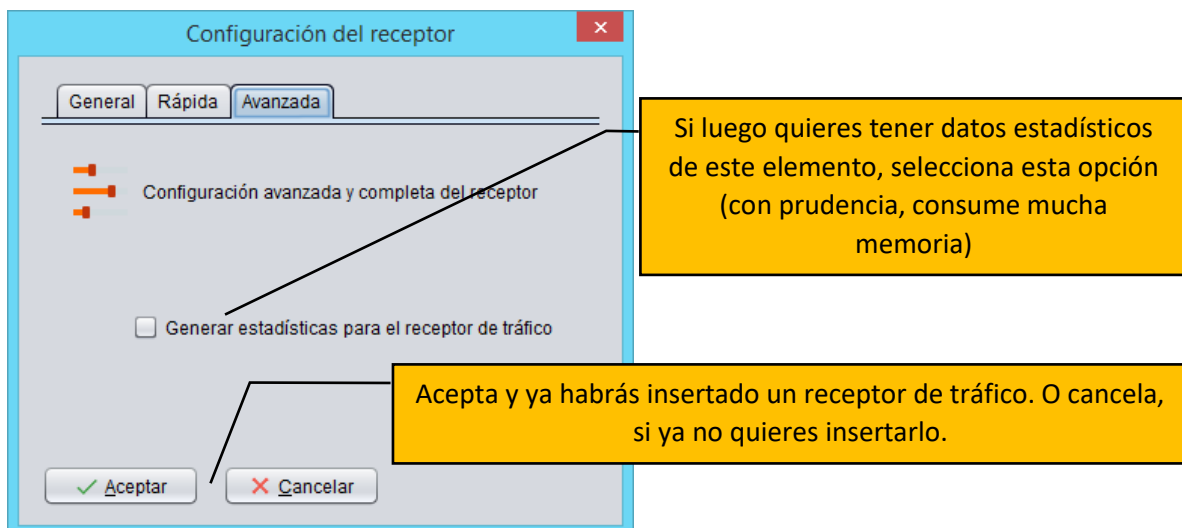 Configuración del receptor
General Rápida Avanzada
Configuración avanzada y completa del receptor
Si luego quieres tener datos estadísticos
de este elemento, selecciona esta opción
(con prudencia, consume mucha
memoria)
Generar estadísticas para el receptor de tráfico
Acepta y ya habrás insertado un receptor de tráfico. O cancela,
si ya no quieres insertarlo.
Aceptar Cancelar